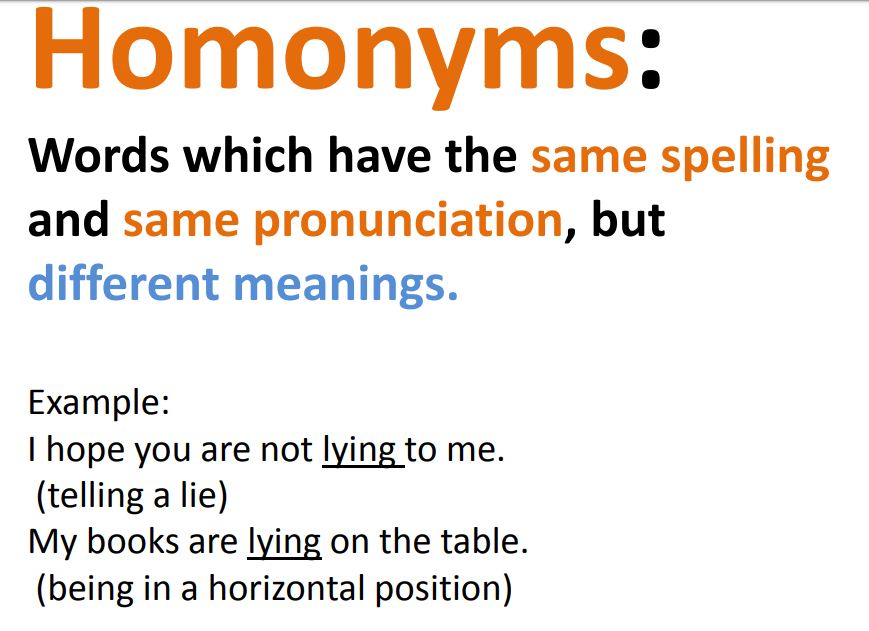 Homonyms:
Words which have the same spelling
and same pronunciation, but
different meanings.
Example:
I hope you are not lying to me.
(telling a lie)
My books are lying on the table.
(being in a horizontal position)